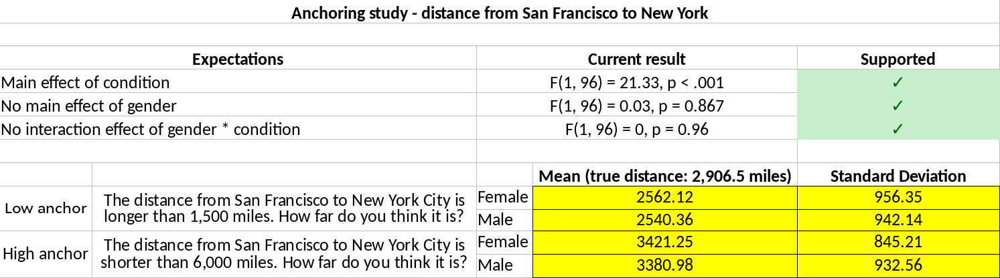 Anchoring study - distance from San Francisco to New York
Expectations Current result Supported
Main effect of condition F(1, 96) = 21.33, p < .001 ✓
No main effect of gender F(1, 96) = 0.03, p = 0.867 ✓
No interaction effect of gender * condition F(1, 96) = 0, p = 0.96 ✓
Mean (true distance: 2,906.5 miles) Standard Deviation
Low anchor
The distance from San Francisco to New York City is
longer than 1,500 miles. How far do you think it is?
Female 2562.12 956.35
Male 2540.36 942.14
High anchor
The distance from San Francisco to New York City is
shorter than 6,000 miles. How far do you think it is?
Female 3421.25 845.21
Male 3380.98 932.56